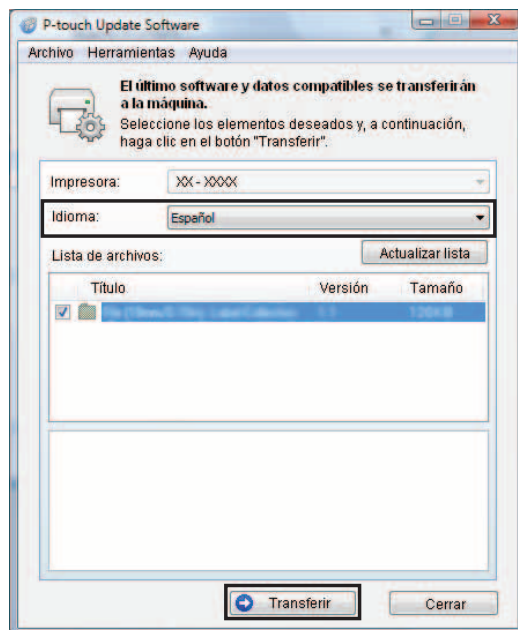 P-touch Update Software
Archivo Herramientas Ayuda
El último software y datos compatibles se transferirán
a la máquina.
Seleccione los elementos deseados y, a continuación,
haga clic en el botón "Transferir".
Impresora: XX - XXXX
Idioma: Español
Lista de archivos: Actualizar lista
Título Versión Tamaño
Transferir Cerrar